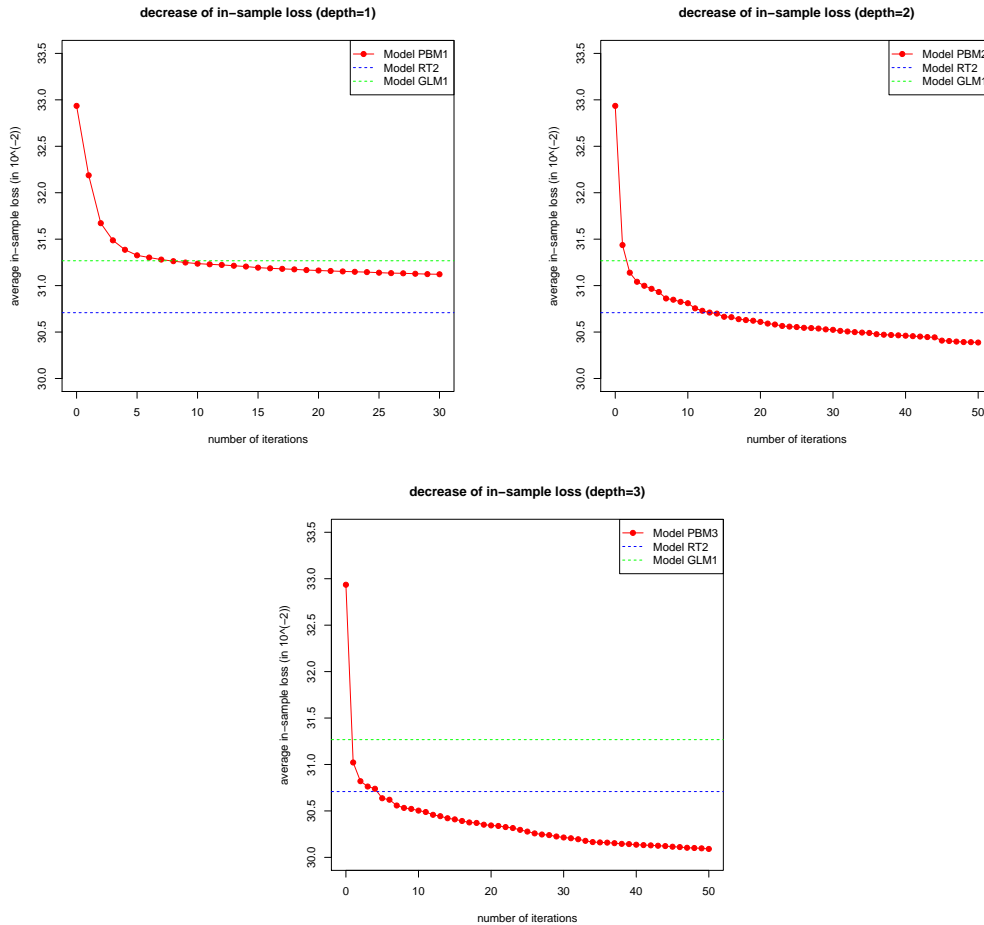 decrease of in−sample loss (depth=1)
average in−sample loss (in 10^(−2))
33.5
33.0
32.5
32.0
31.5
31.0
30.5
30.0
Model PBM1
Model RT2
Model GLM1
0 5 10 15 20 25 30
number of iterations
decrease of in−sample loss (depth=2)
average in−sample loss (in 10^(−2))
33.5
33.0
32.5
32.0
31.5
31.0
30.5
30.0
Model PBM2
Model RT2
Model GLM1
0 10 20 30 40 50
number of iterations
decrease of in−sample loss (depth=3)
average in−sample loss (in 10^(−2))
33.5
33.0
32.5
32.0
31.5
31.0
30.5
30.0
Model PBM3
Model RT2
Model GLM1
0 10 20 30 40 50
number of iterations